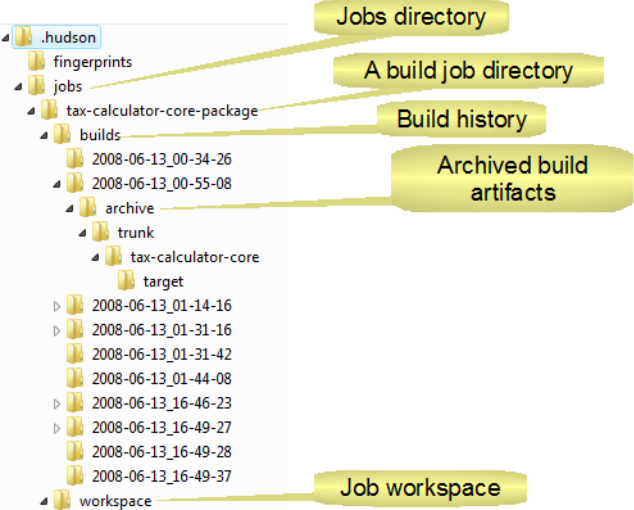 Jobs directory
.hudson
fingerprints
A build job directory
jobs
tax-calculator-core-package
Build history
builds
2008-06-13_00-34-26
Archived build
artifacts
2008-06-13_00-55-08
archive
trunk
tax-calculator-core
target
2008-06-13_01-14-16
2008-06-13_01-31-16
2008-06-13_01-31-42
2008-06-13_01-44-08
2008-06-13_16-46-23
2008-06-13_16-49-27
2008-06-13_16-49-28
2008-06-13_16-49-37
Job workspace
workspace